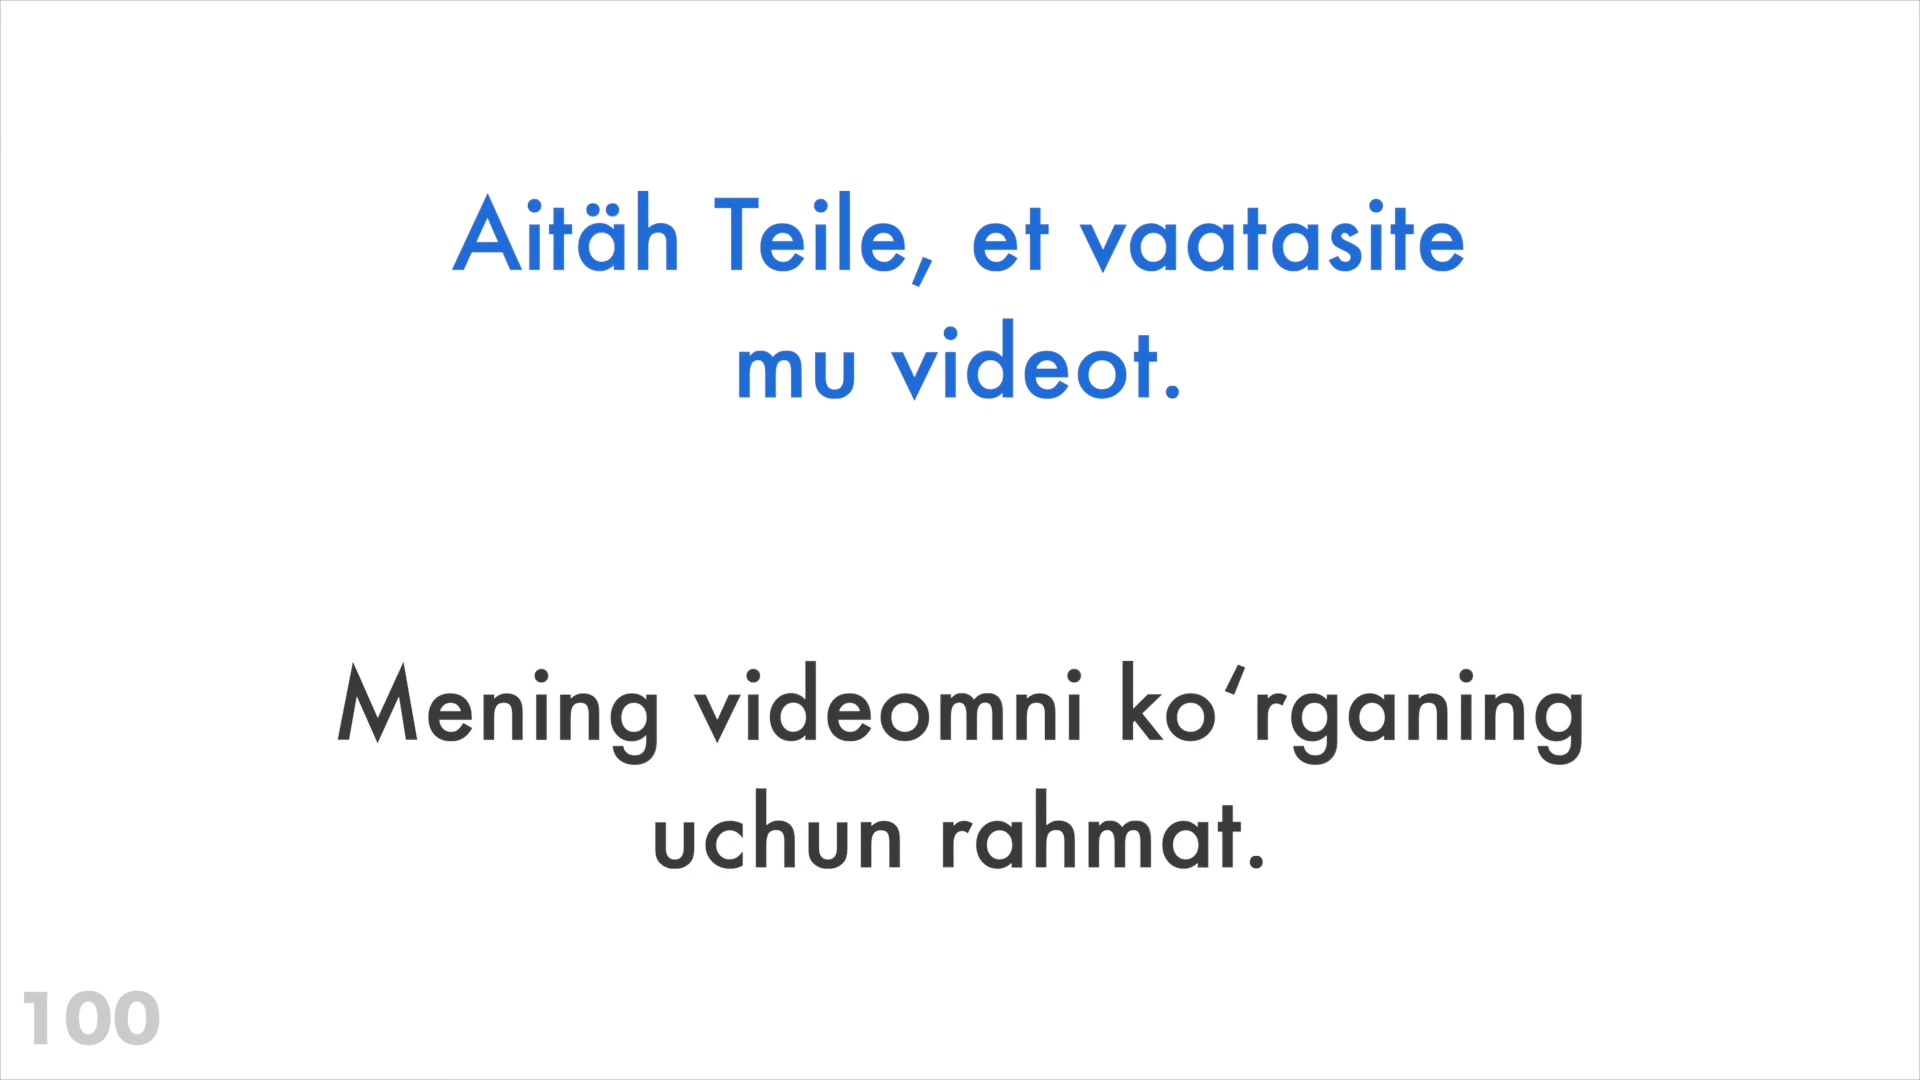 Aitäh Teile, et vaatasite
mu videot.
Mening videomni ko‘rganing
uchun rahmat.
100